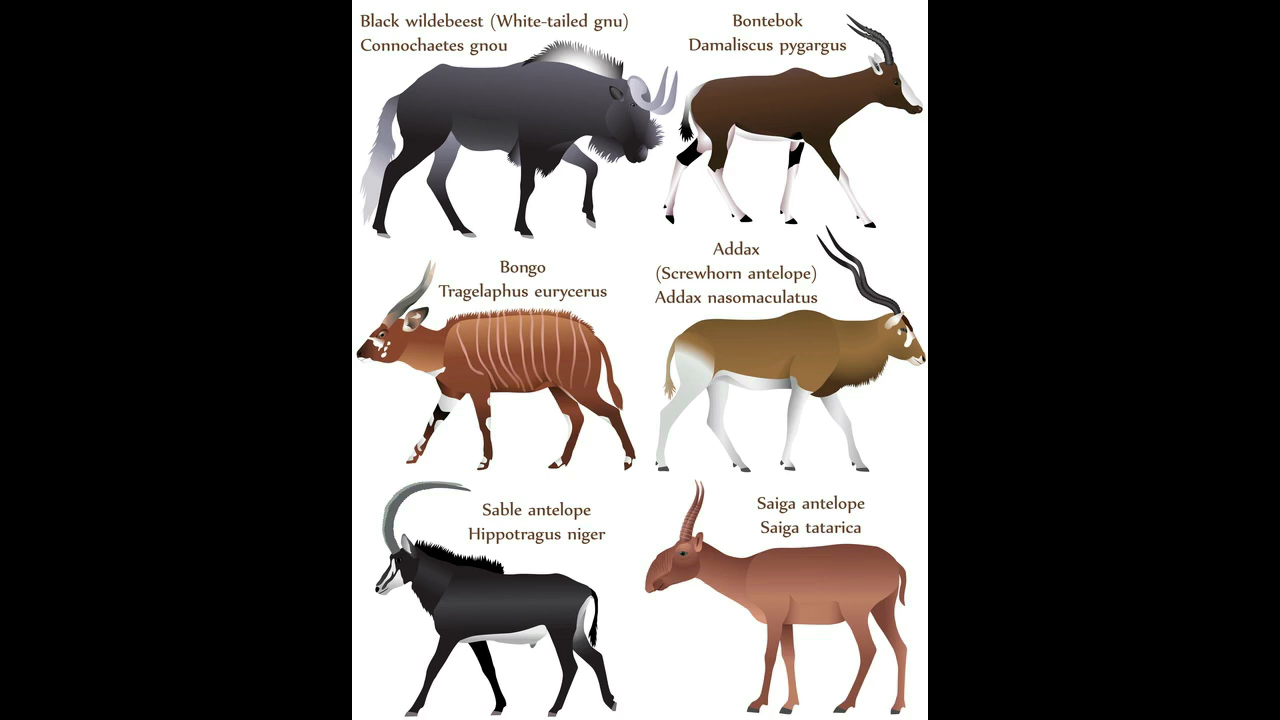 Black wildebeest (White-tailed gnu)
Connochaetes gnou
Bontebok
Damaliscus pygargus
Bongo
Tragelaphus eurycerus
Addax
(Screwhorn antelope)
Addax nasomaculatus
Sable antelope
Hippotragus niger
Saiga antelope
Saiga tatarica